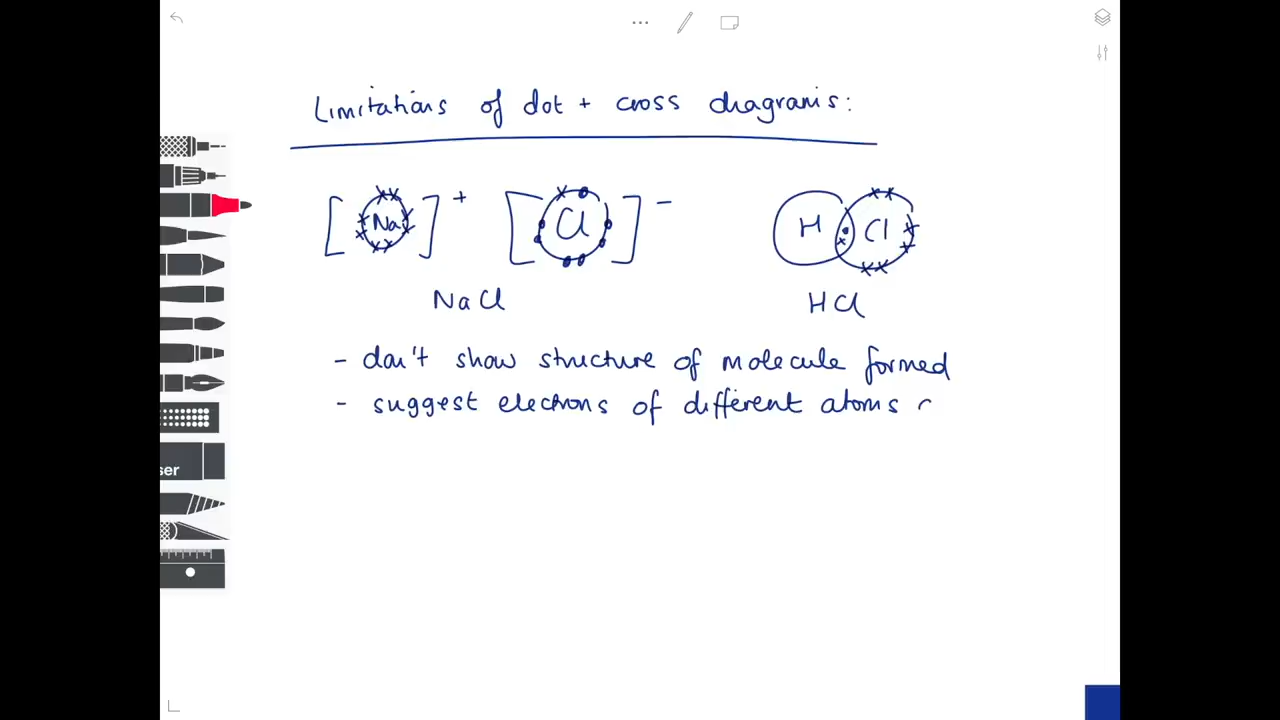 Limitations of dot + cross diagrams:
[Na]+ [Cl]- H Cl
NaCl HCl
- don't show structure of molecule formed
- suggest electrons of different atoms
ser